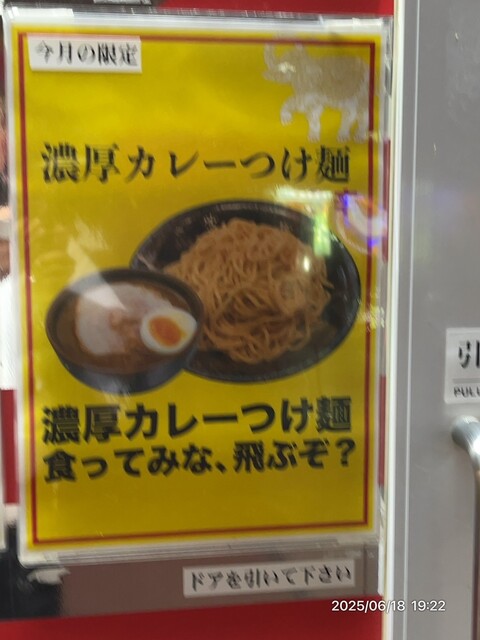 今月の限定
濃厚カレーつけ麺
濃厚カレーつけ麺
食ってみな、飛ぶぞ？
ドアを引いて下さい
引
PULL
2025/06/18 19:22